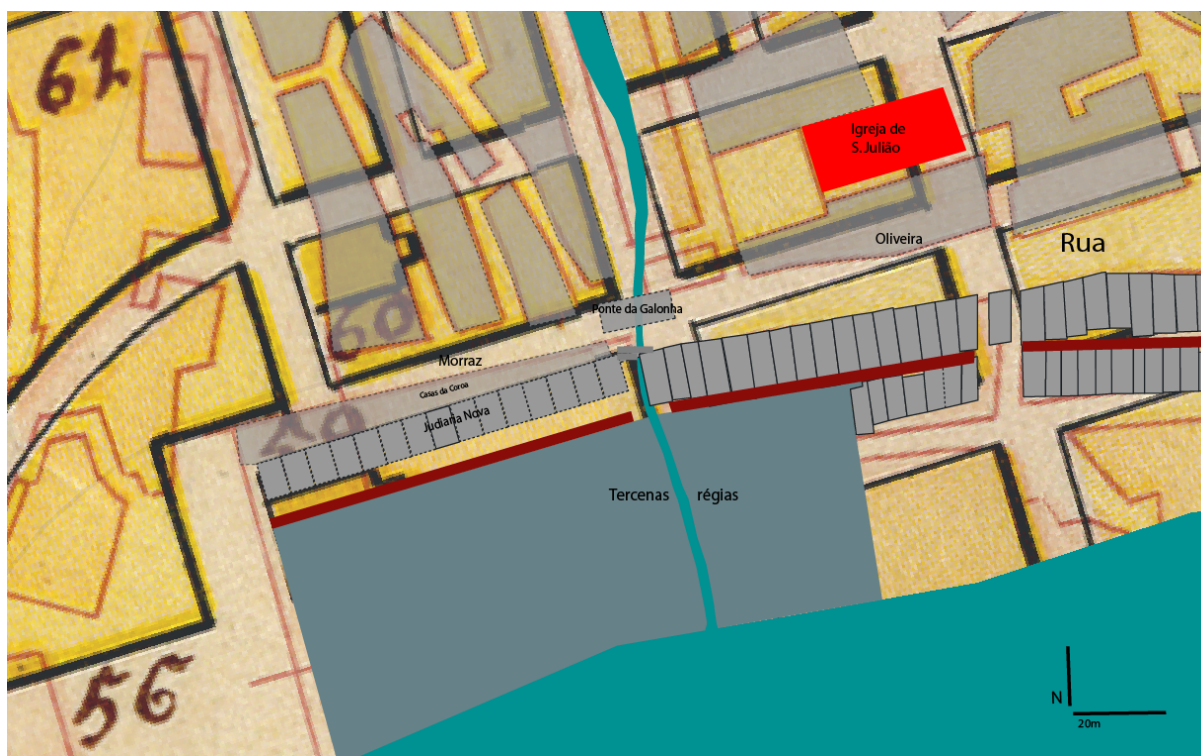 61
Igreja de
S. Julião
Oliveira
Rua
Ponte da Galonha
60
Morraz
Casas da Coroa
Judiaria Nova
59
Tercenas régias
56
N
20m